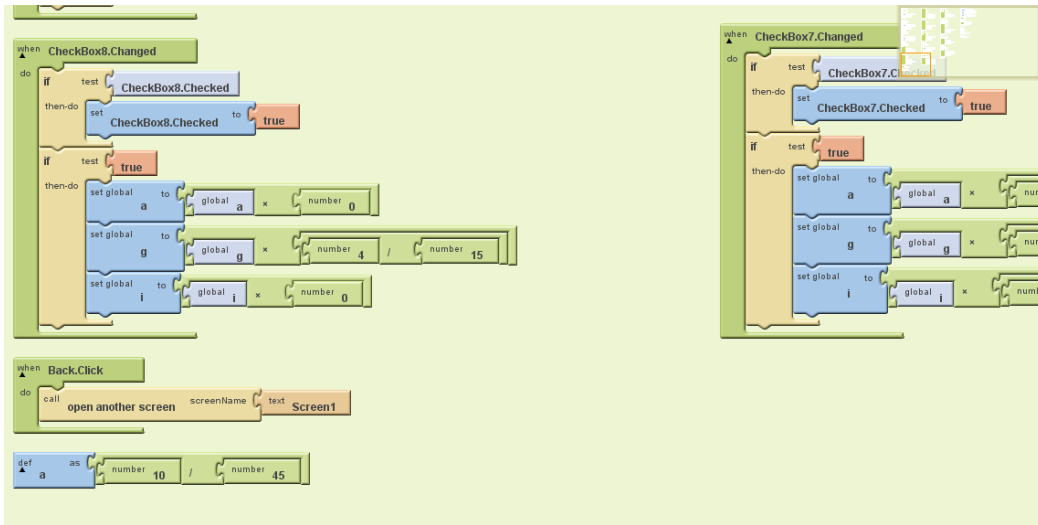 when CheckBox8.Changed
do
if test CheckBox8.Checked
then-do set CheckBox8.Checked to true
if test true
then-do set global a to global a × number 0
set global g to global g × number 4 / number 15
set global i to global i × number 0
when Back.Click
do call open another screen screenName text Screen1
def a as number 10 / number 45
when CheckBox7.Changed
do
if test CheckBox7.Checked
then-do set CheckBox7.Checked to true
if test true
then-do set global a to global a ×
set global g to global g ×
set global i to global i ×